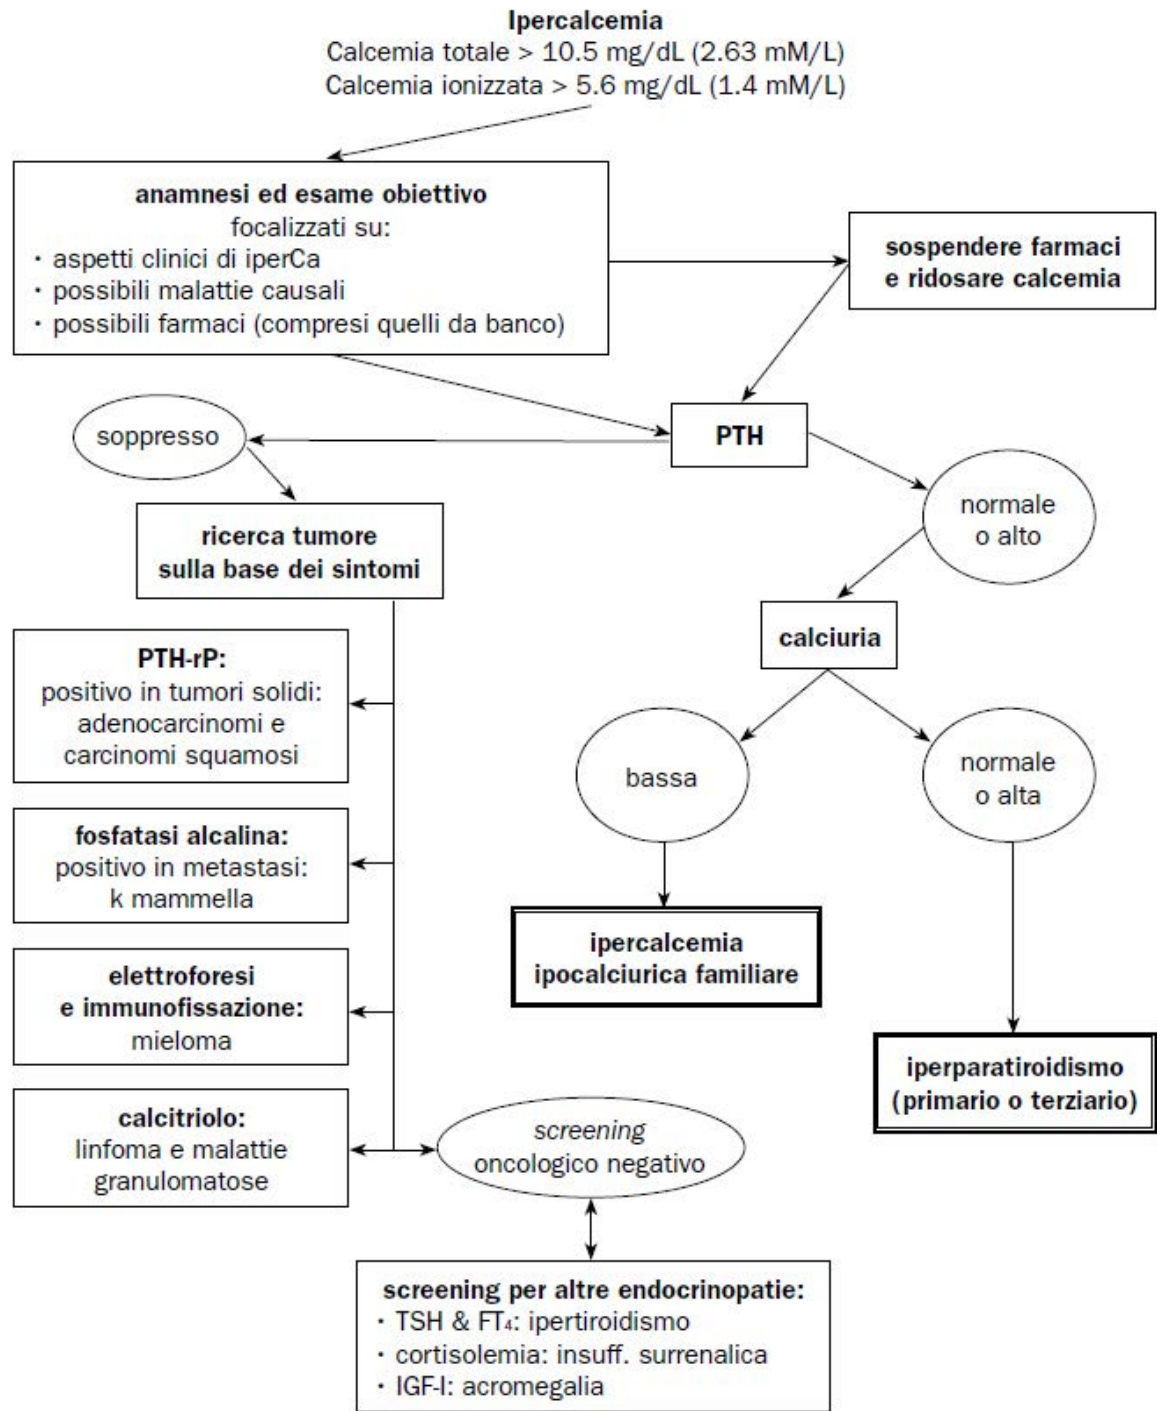 Ipercalcemia
Calcemia totale > 10.5 mg/dL (2.63 mM/L)
Calcemia ionizzata > 5.6 mg/dL (1.4 mM/L)
anamnesi ed esame obiettivo
focalizzati su:
· aspetti clinici di iperCa
· possibili malattie causali
· possibili farmaci (compresi quelli da banco)
sospendere farmaci
e ridosare calcemia
PTH
soppresso
normale
o alto
ricerca tumore
sulla base dei sintomi
calciuria
PTH-rP:
positivo in tumori solidi:
adenocarcinomi e
carcinomi squamosi
bassa
normale
o alta
fosfatasi alcalina:
positivo in metastasi:
k mammella
ipercalcemia
ipocalciurica familiare
elettroforesi
e immunofissazione:
mieloma
iperparatiroidismo
(primario o terziario)
calcitriolo:
linfoma e malattie
granulomatose
screening
oncologico negativo
screening per altre endocrinopatie:
· TSH & FT₄: ipertiroidismo
· cortisolemia: insuff. surrenalica
· IGF-I: acromegalia